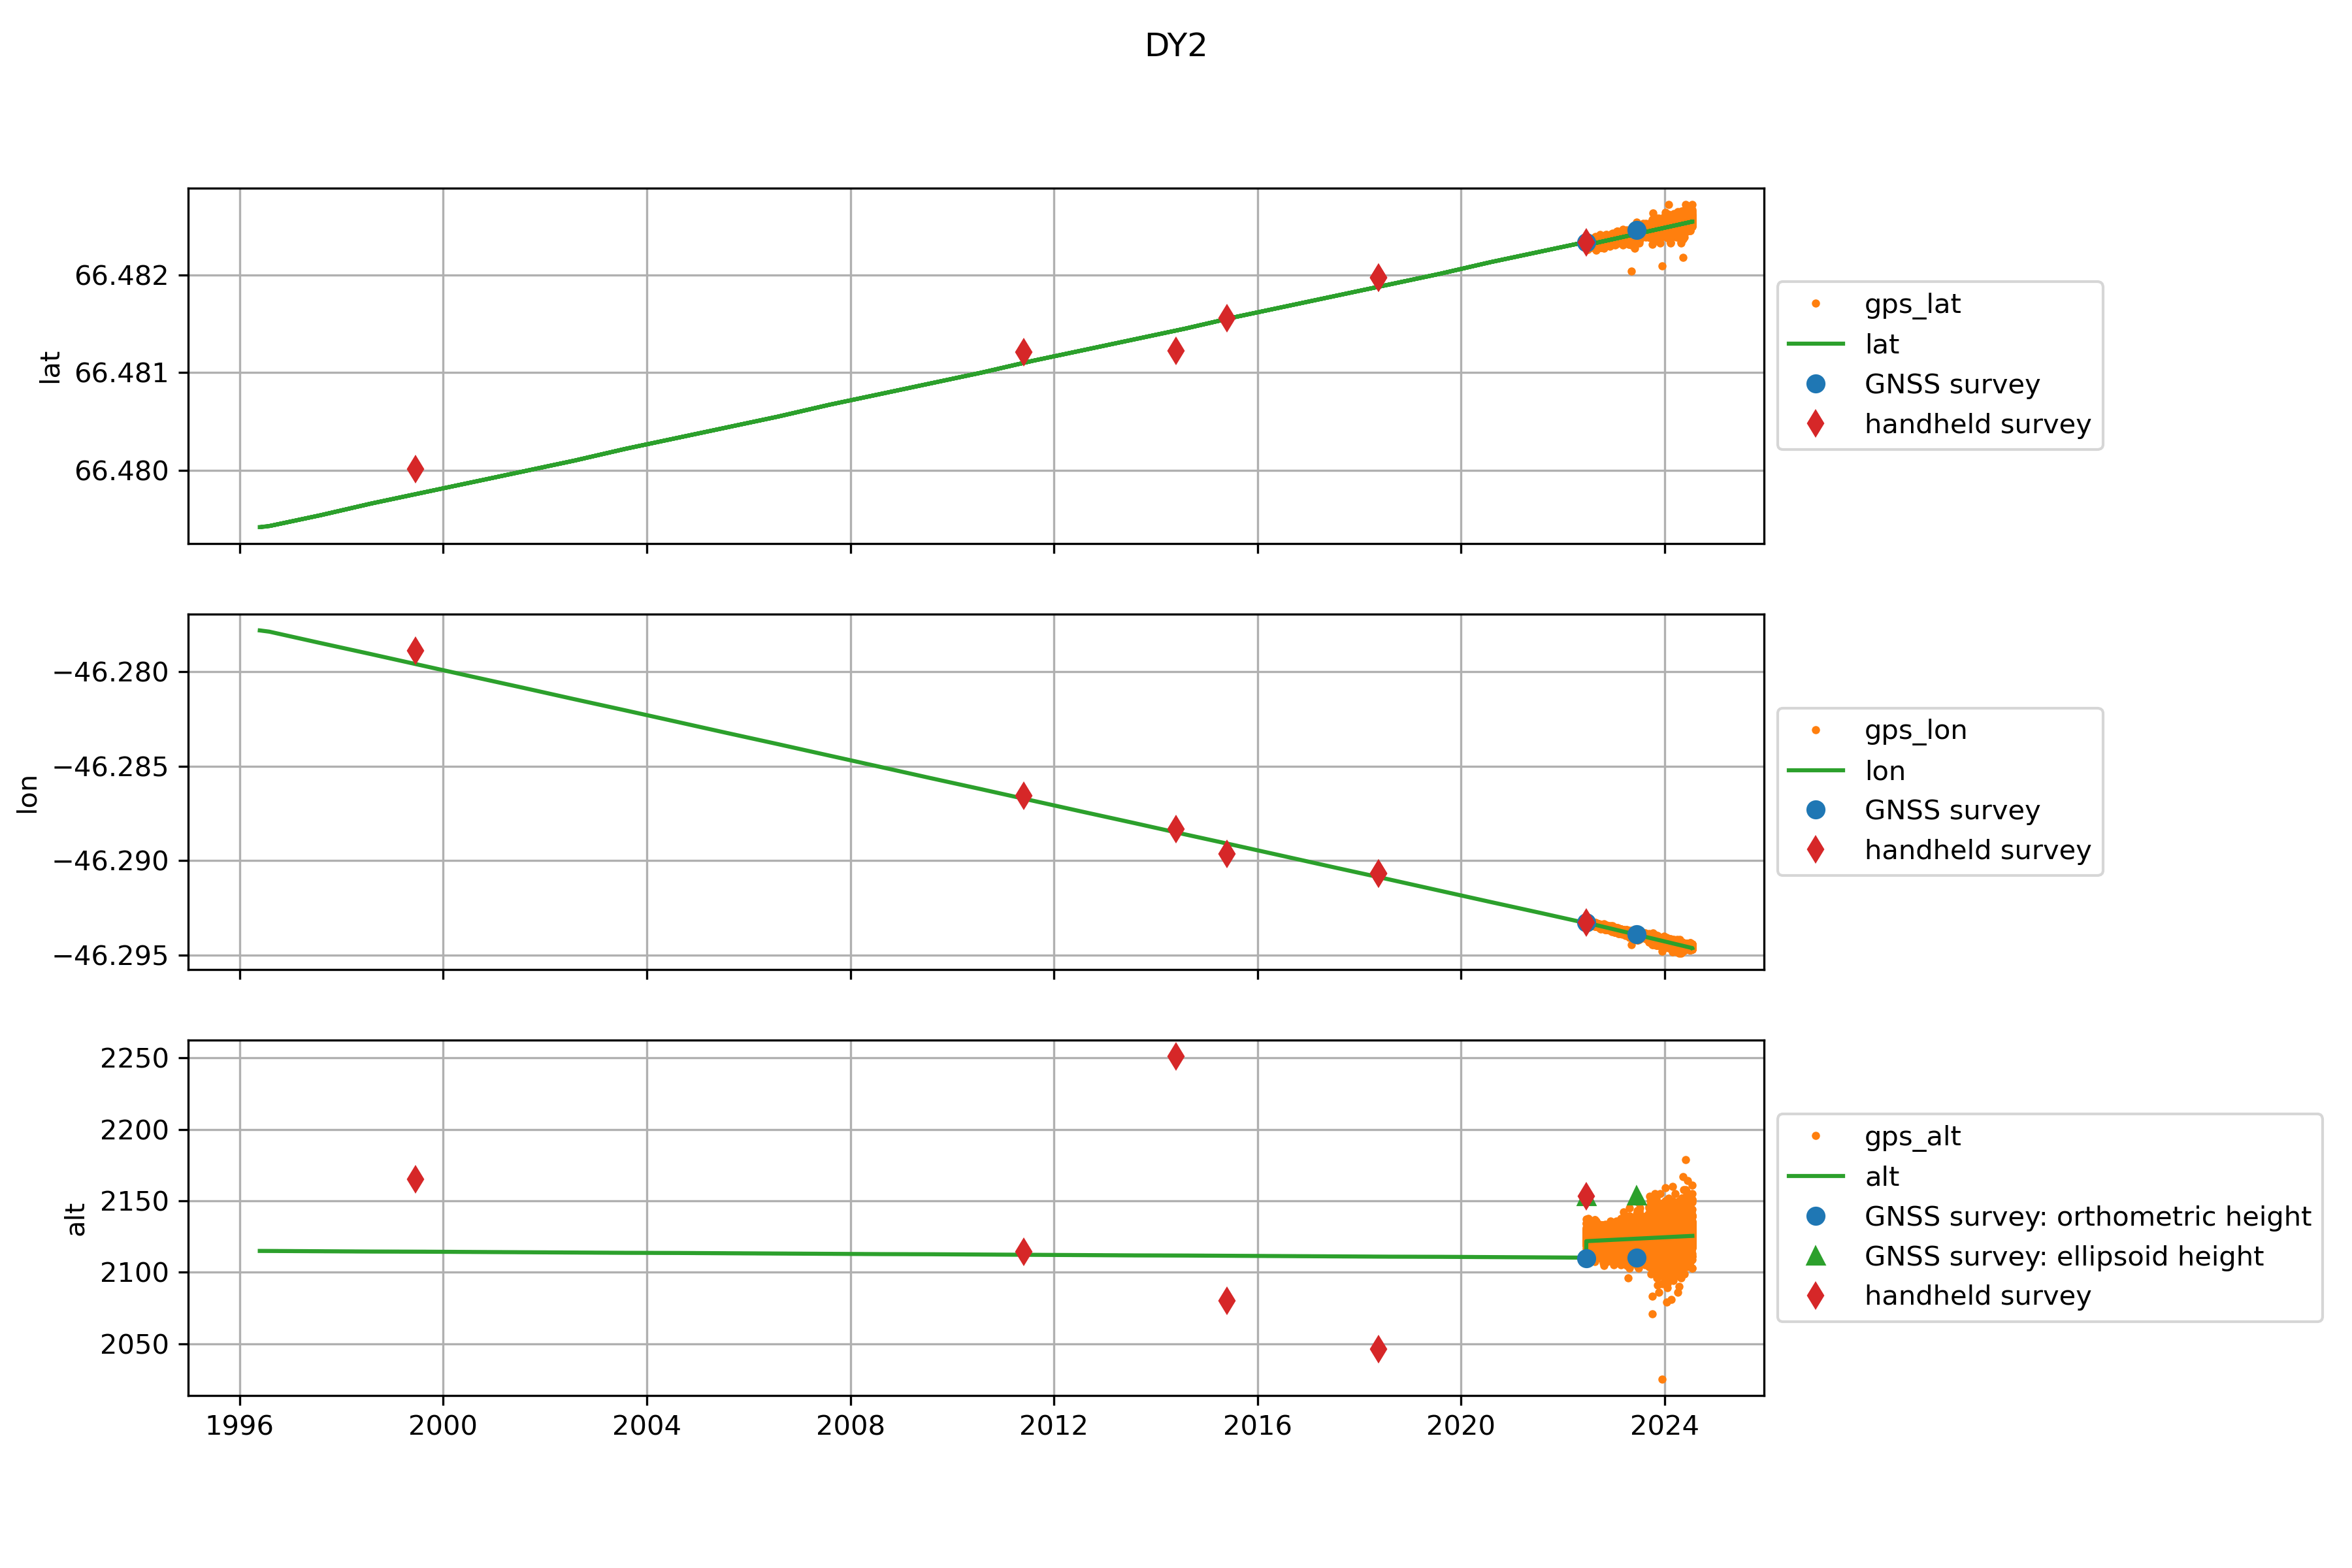 DY2
lat
66.482
66.481
66.480
gps_lat
lat
GNSS survey
handheld survey
lon
−46.280
−46.285
−46.290
−46.295
gps_lon
lon
GNSS survey
handheld survey
alt
2250
2200
2150
2100
2050
gps_alt
alt
GNSS survey: orthometric height
GNSS survey: ellipsoid height
handheld survey
1996 2000 2004 2008 2012 2016 2020 2024